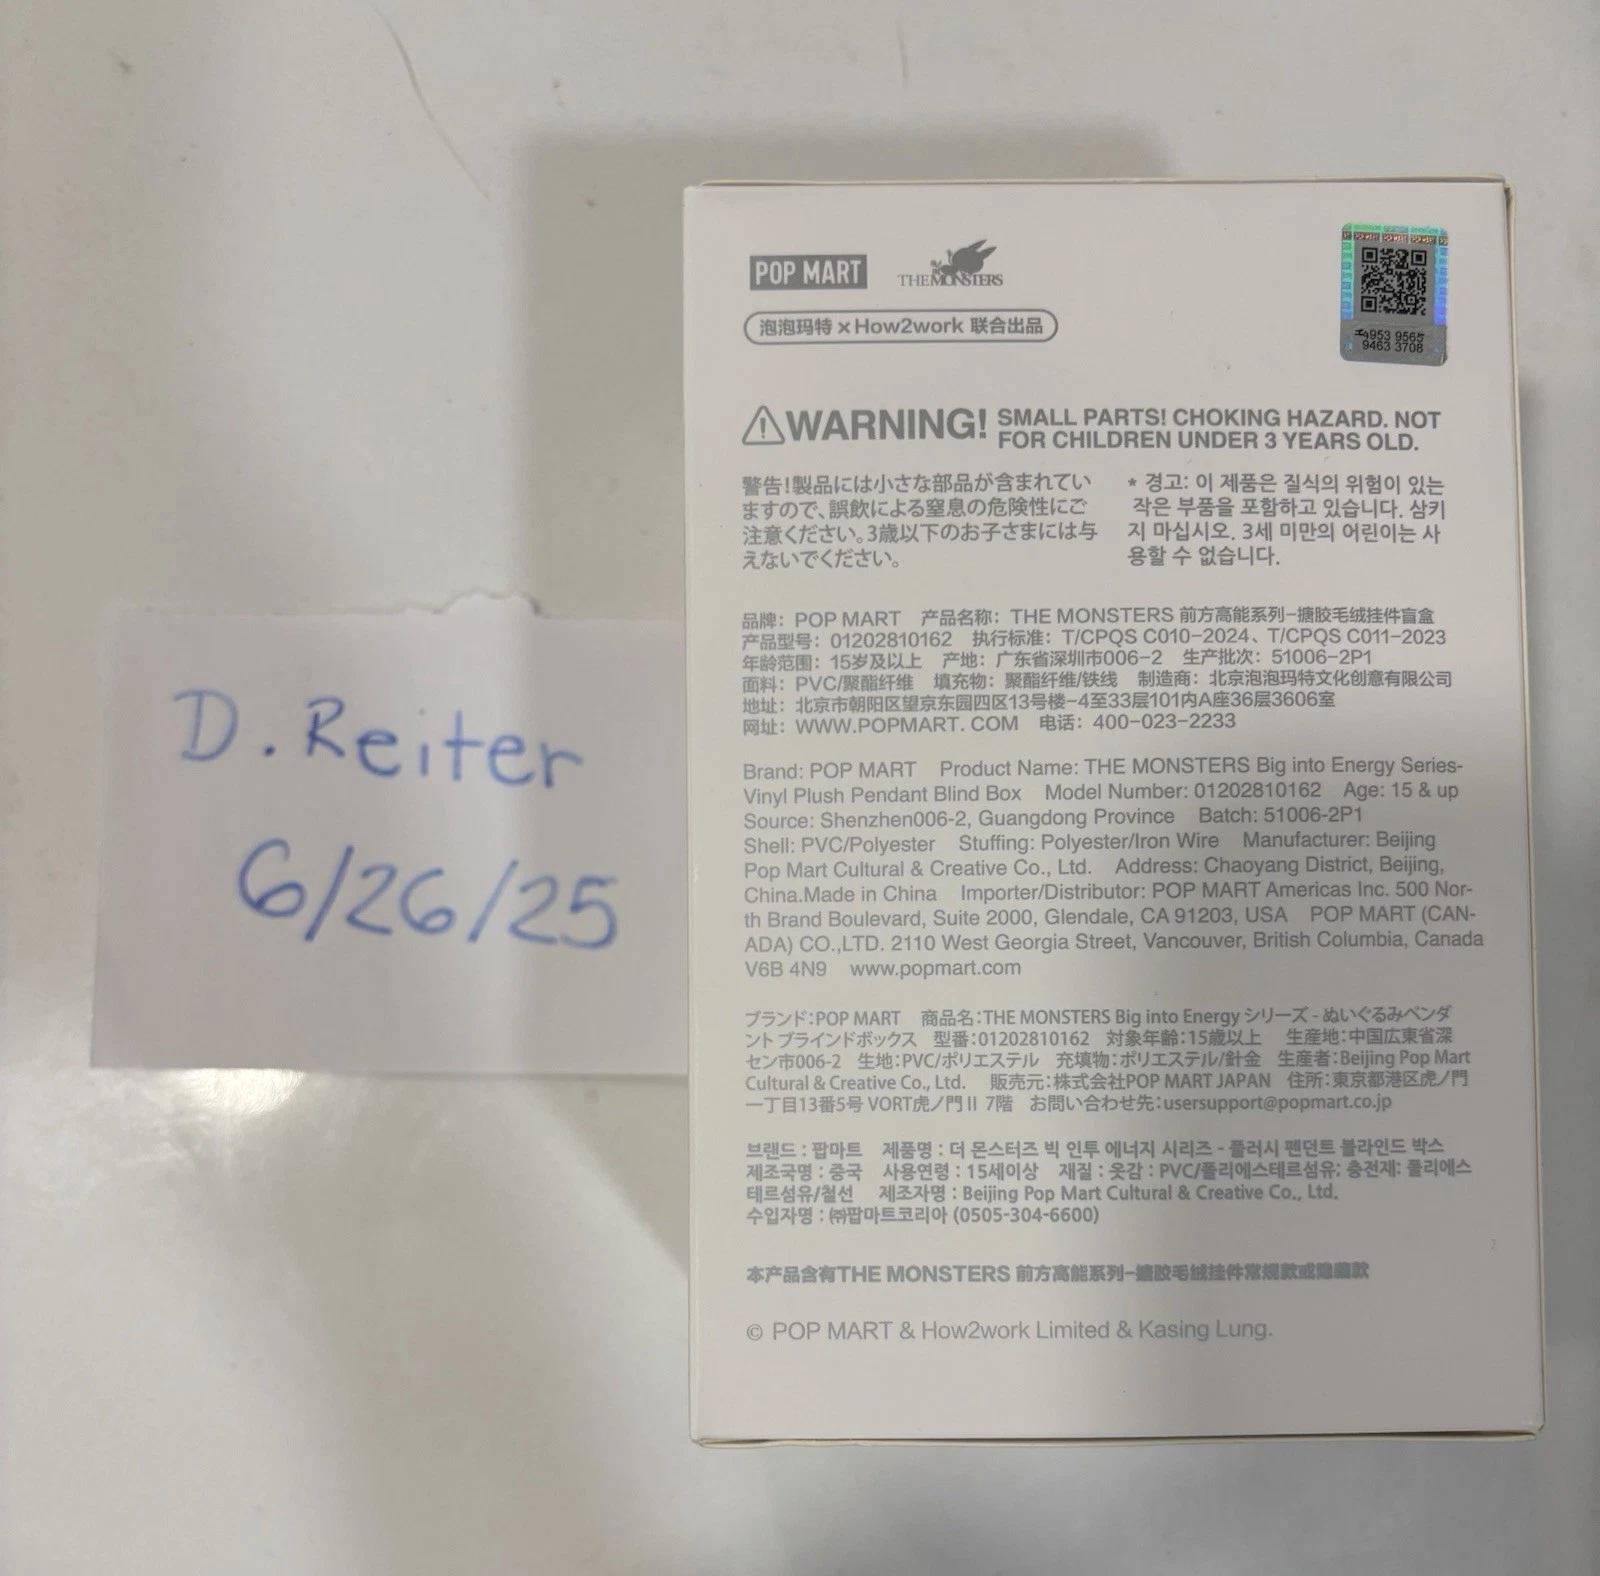 D. Reiter
6/26/25
POP MART
THE MONSTERS
泡泡玛特 × How2work 联合出品
4953 9565
9463 3708
WARNING! SMALL PARTS! CHOKING HAZARD. NOT
FOR CHILDREN UNDER 3 YEARS OLD.
警告!製品には小さな部品が含まれてい
ますので、誤飲による窒息の危険性にご
注意ください。3歳以下のお子さまには与
えないでください。
* 경고: 이 제품은 질식의 위험이 있는
작은 부품을 포함하고 있습니다. 삼키
지 마십시오. 3세 미만의 어린이는 사
용할 수 없습니다.
品牌: POP MART 产品名称: THE MONSTERS 前方高能系列-搪胶毛绒挂件盲盒
产品型号: 01202810162 执行标准: T/CPQS C010-2024、T/CPQS C011-2023
年龄范围: 15岁及以上 产地: 广东省深圳市006-2 生产批次: 51006-2P1
面料: PVC/聚酯纤维 填充物: 聚酯纤维/铁线 制造商: 北京泡泡玛特文化创意有限公司
地址: 北京市朝阳区望京东园四区13号楼-4至33层101内A座36层3606室
网址: WWW.POPMART.COM 电话: 400-023-2233
Brand: POP MART Product Name: THE MONSTERS Big into Energy Series-
Vinyl Plush Pendant Blind Box Model Number: 01202810162 Age: 15 & up
Source: Shenzhen006-2, Guangdong Province Batch: 51006-2P1
Shell: PVC/Polyester Stuffing: Polyester/Iron Wire Manufacturer: Beijing
Pop Mart Cultural & Creative Co., Ltd. Address: Chaoyang District, Beijing,
China.Made in China Importer/Distributor: POP MART Americas Inc. 500 Nor-
th Brand Boulevard, Suite 2000, Glendale, CA 91203, USA POP MART (CAN-
ADA) CO.,LTD. 2110 West Georgia Street, Vancouver, British Columbia, Canada
V6B 4N9 www.popmart.com
ブランド:POP MART 商品名:THE MONSTERS Big into Energy シリーズ - ぬいぐるみペンダ
ント ブラインドボックス 型番:01202810162 対象年齢:15歳以上 生産地:中国広東省深
セン市006-2 生地:PVC/ポリエステル 充填物:ポリエステル/針金 生産者:Beijing Pop Mart
Cultural & Creative Co., Ltd. 販売元:株式会社POP MART JAPAN 住所:東京都港区虎ノ門
一丁目13番5号 VORT虎ノ門Ⅱ 7階 お問い合わせ先:usersupport@popmart.co.jp
브랜드 : 팝마트 제품명 : 더 몬스터즈 빅 인투 에너지 시리즈 - 플러시 펜던트 블라인드 박스
제조국명 : 중국 사용연령 : 15세이상 재질 : 옷감 : PVC/폴리에스테르섬유; 충전재: 폴리에스
테르섬유/철선 제조자명 : Beijing Pop Mart Cultural & Creative Co., Ltd.
수입자명 : ㈜팝마트코리아 (0505-304-6600)
本产品含有THE MONSTERS 前方高能系列-搪胶毛绒挂件常规款或隐藏款
© POP MART & How2work Limited & Kasing Lung.